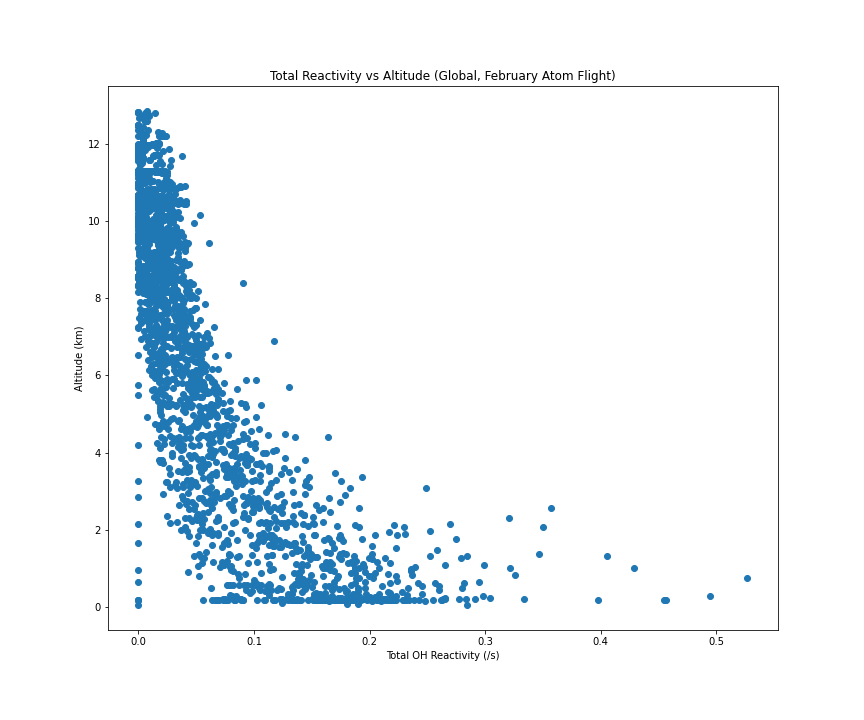 Total Reactivity vs Altitude (Global, February Atom Flight)
12
10
8
6
4
2
0
Altitude (km)
0.0 0.1 0.2 0.3 0.4 0.5
Total OH Reactivity (/s)